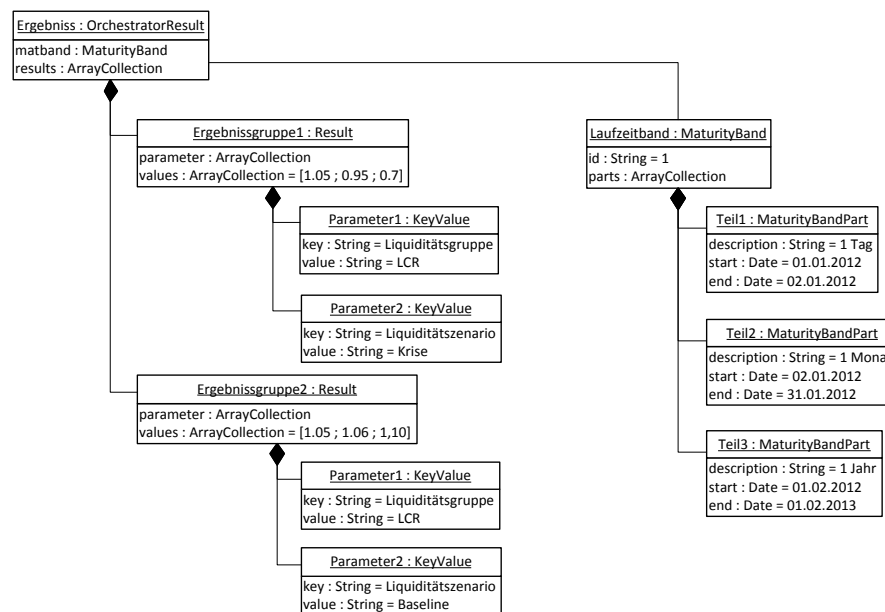 Ergebniss : OrchestratorResult
matband : MaturityBand
results : ArrayCollection
Ergebnissgruppe1 : Result
parameter : ArrayCollection
values : ArrayCollection = [1.05 ; 0.95 ; 0.7]
Parameter1 : KeyValue
key : String = Liquiditätsgruppe
value : String = LCR
Parameter2 : KeyValue
key : String = Liquiditätszenario
value : String = Krise
Ergebnissgruppe2 : Result
parameter : ArrayCollection
values : ArrayCollection = [1.05 ; 1.06 ; 1,10]
Parameter1 : KeyValue
key : String = Liquiditätsgruppe
value : String = LCR
Parameter2 : KeyValue
key : String = Liquiditätszenario
value : String = Baseline
Laufzeitband : MaturityBand
id : String = 1
parts : ArrayCollection
Teil1 : MaturityBandPart
description : String = 1 Tag
start : Date = 01.01.2012
end : Date = 02.01.2012
Teil2 : MaturityBandPart
description : String = 1 Mona
start : Date = 02.01.2012
end : Date = 31.01.2012
Teil3 : MaturityBandPart
description : String = 1 Jahr
start : Date = 01.02.2012
end : Date = 01.02.2013